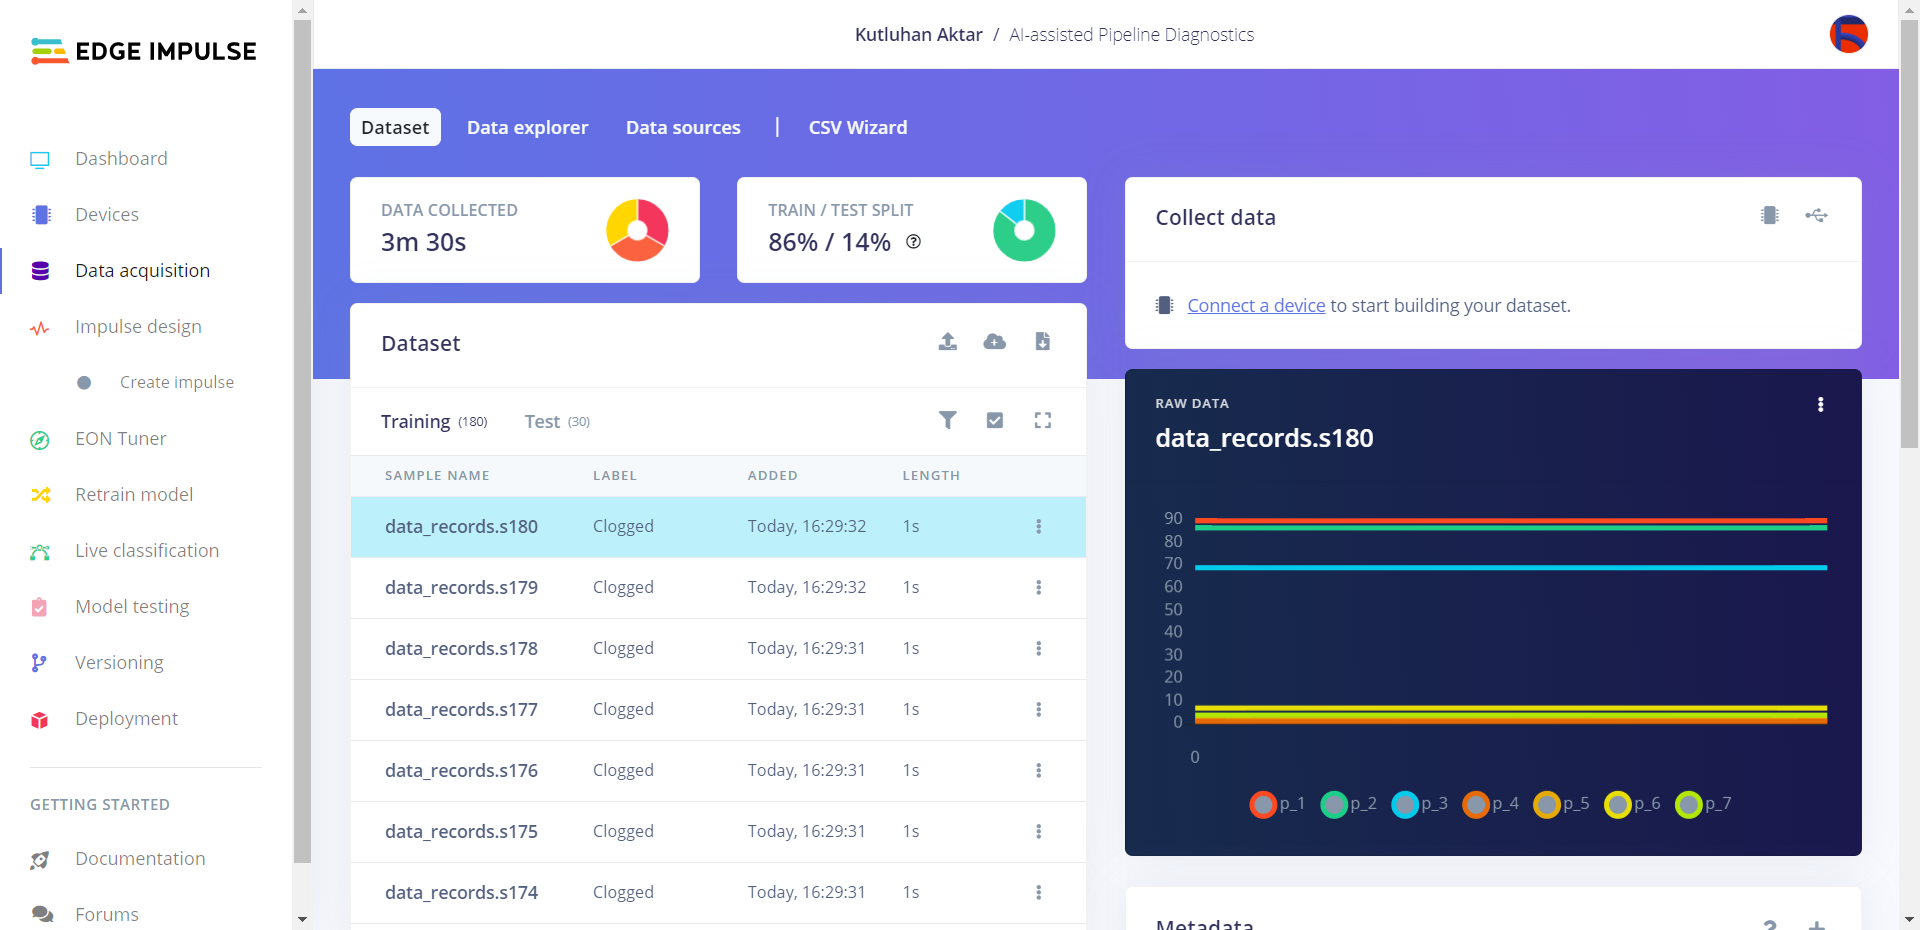 EDGE IMPULSE
Dashboard
Devices
Data acquisition
Impulse design
Create impulse
EON Tuner
Retrain model
Live classification
Model testing
Versioning
Deployment
GETTING STARTED
Documentation
Forums
Kutluhan Aktar / AI-assisted Pipeline Diagnostics
Dataset Data explorer Data sources | CSV Wizard
DATA COLLECTED
3m 30s
TRAIN / TEST SPLIT
86% / 14% ?
Dataset
Training (180) Test (30)
SAMPLE NAME LABEL ADDED LENGTH
data_records.s180 Clogged Today, 16:29:32 1s
data_records.s179 Clogged Today, 16:29:32 1s
data_records.s178 Clogged Today, 16:29:31 1s
data_records.s177 Clogged Today, 16:29:31 1s
data_records.s176 Clogged Today, 16:29:31 1s
data_records.s175 Clogged Today, 16:29:31 1s
data_records.s174 Clogged Today, 16:29:31 1s
Collect data
Connect a device to start building your dataset.
RAW DATA
data_records.s180
90
80
70
60
50
40
30
20
10
0
0
p_1 p_2 p_3 p_4 p_5 p_6 p_7
Metadata ? +